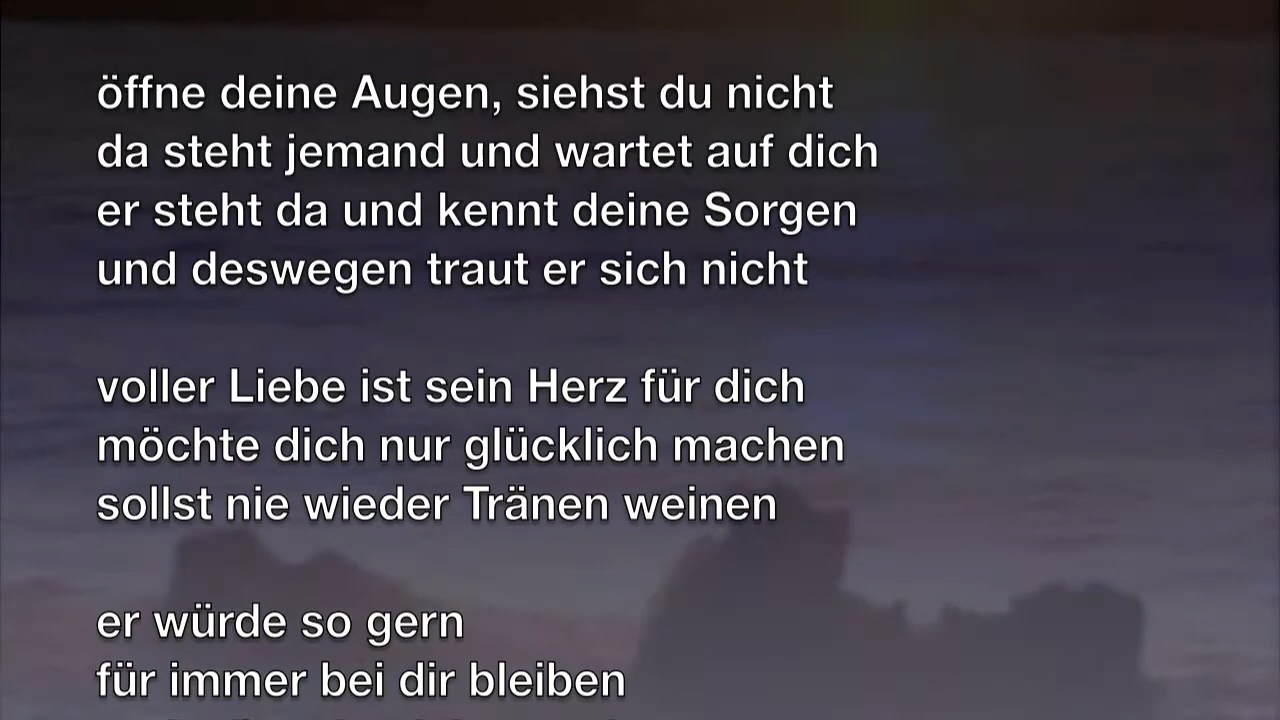 öffne deine Augen, siehst du nicht
da steht jemand und wartet auf dich
er steht da und kennt deine Sorgen
und deswegen traut er sich nicht
voller Liebe ist sein Herz für dich
möchte dich nur glücklich machen
sollst nie wieder Tränen weinen
er würde so gern
für immer bei dir bleiben